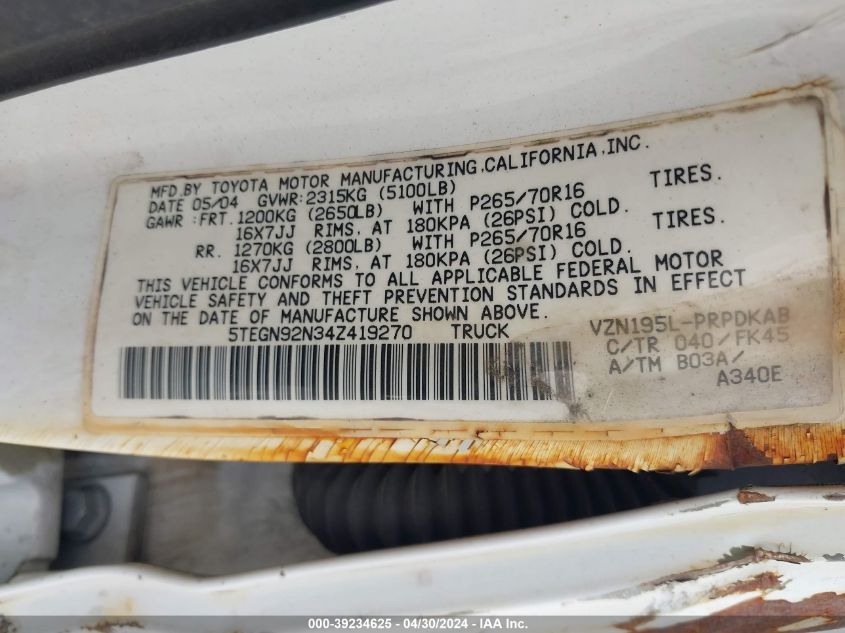 MFD.BY TOYOTA MOTOR MANUFACTURING.CALIFORNIA.INC.
DATE 05/04 GVWR:2315KG (5100LB)
GAWR :FRT.1200KG (2650LB) WITH P265/70R16 TIRES.
16X7JJ RIMS, AT 180KPA (26PSI) COLD.
RR. 1270KG (2800LB) WITH P265/70R16 TIRES.
16X7JJ RIMS, AT 180KPA (26PSI) COLD.
THIS VEHICLE CONFORMS TO ALL APPLICABLE FEDERAL MOTOR
VEHICLE SAFETY AND THEFT PREVENTION STANDARDS IN EFFECT
ON THE DATE OF MANUFACTURE SHOWN ABOVE.
5TEGN92N34Z419270 TRUCK
VZN195L-PRPDKAB
C/TR 040/FK45
A/TM B03A/
A340E
000-39234625 - 04/30/2024 - IAA Inc.